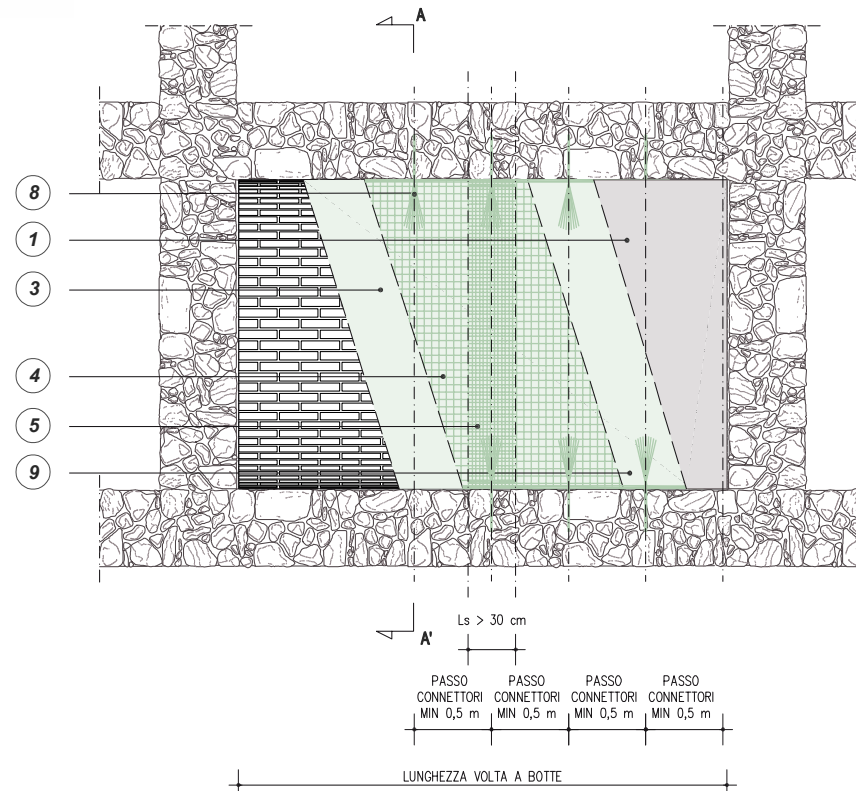 A
8
1
3
4
5
9
A'
Ls > 30 cm
PASSO PASSO PASSO PASSO
CONNETTORI CONNETTORI CONNETTORI CONNETTORI
MIN 0,5 m MIN 0,5 m MIN 0,5 m MIN 0,5 m
LUNGHEZZA VOLTA A BOTTE